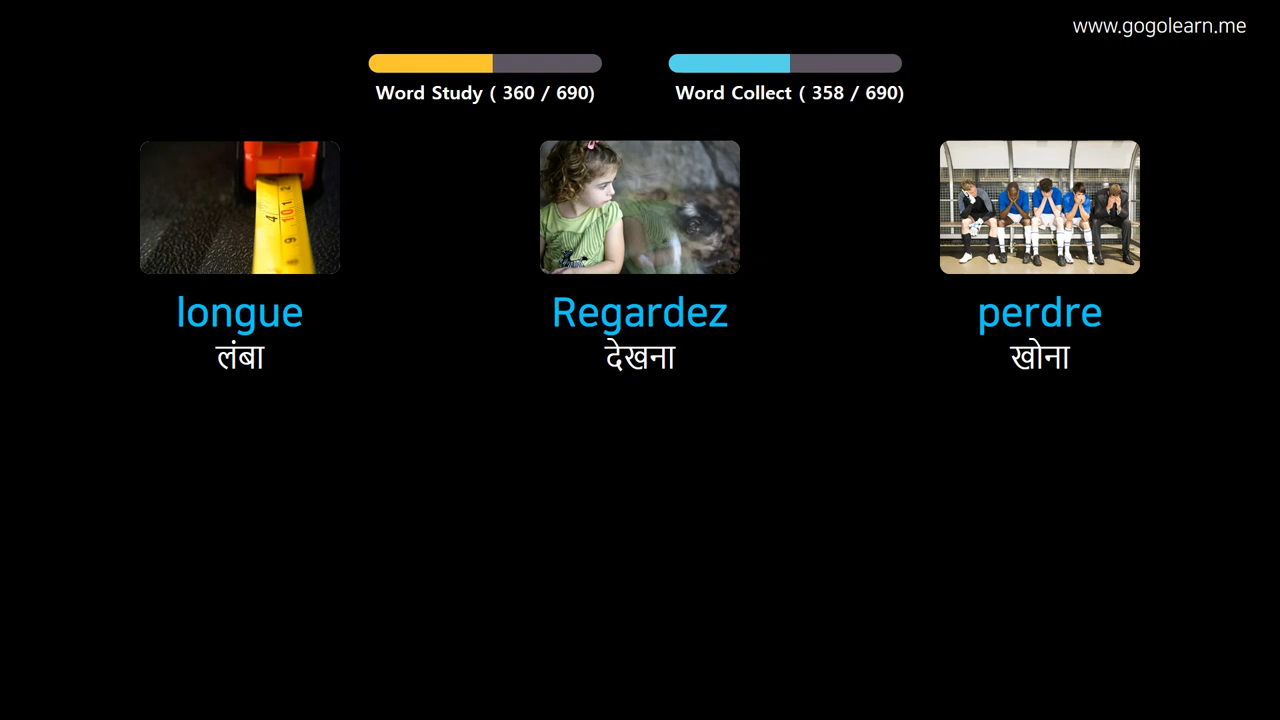 www.gogolearn.me
Word Study ( 360 / 690)
Word Collect ( 358 / 690)
longue
लंबा
Regardez
देखना
perdre
खोना